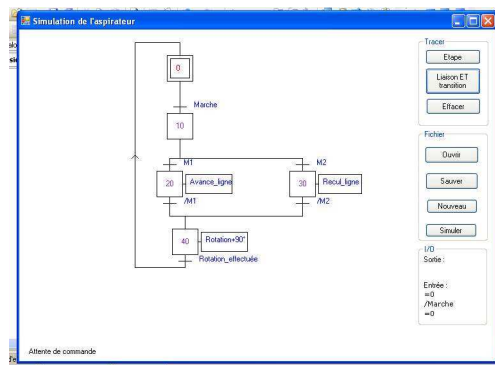 Simulation de l'aspirateur
0
Marche
10
M1
M2
20
Avance_ligne
30
Recul_ligne
/M1
/M2
40
Rotation+90°
Rotation_effectuée
Attente de commande
Tracer
Etape
Liaison ET
transition
Effacer
Fichier
Ouvrir
Sauver
Nouveau
Simuler
I/O
Sortie :
Entrée :
=0
/Marche
=0